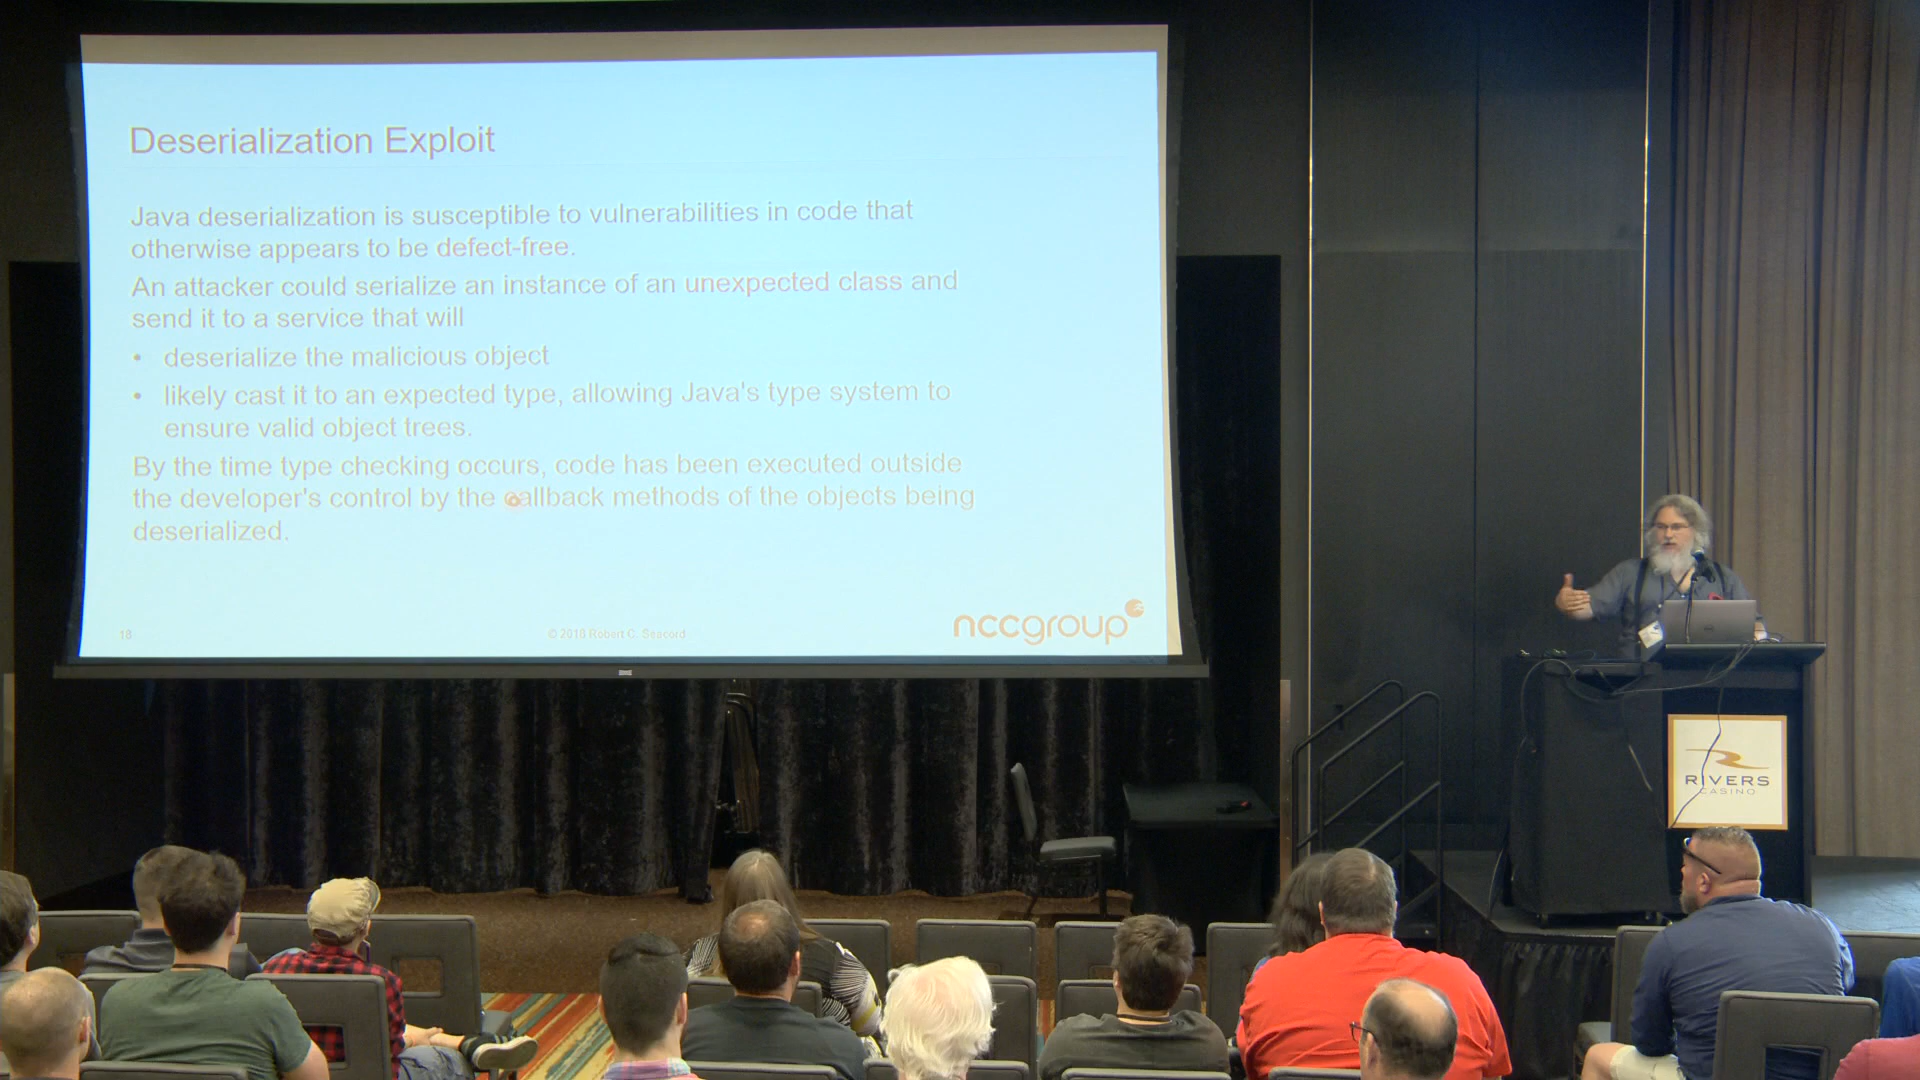 Deserialization Exploit
Java deserialization is susceptible to vulnerabilities in code that
otherwise appears to be defect-free.
An attacker could serialize an instance of an unexpected class and
send it to a service that will
• deserialize the malicious object
• likely cast it to an expected type, allowing Java's type system to
ensure valid object trees.
By the time type checking occurs, code has been executed outside
the developer's control by the callback methods of the objects being
deserialized.
18
© 2018 Robert C. Seacord
nccgroup
RIVERS
CASINO